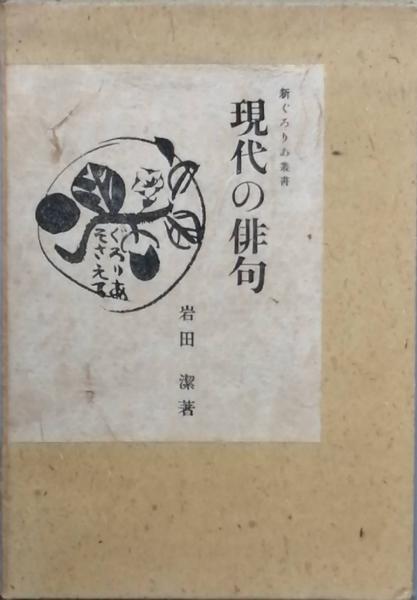 新ぐろりあ叢書
現代の俳句
岩田 潔 著
ぐろりあ
そさえて